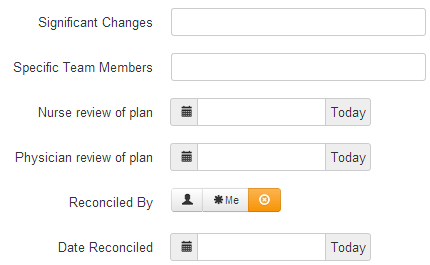 Significant Changes
Specific Team Members
Nurse review of plan Today
Physician review of plan Today
Reconciled By Me
Date Reconciled Today